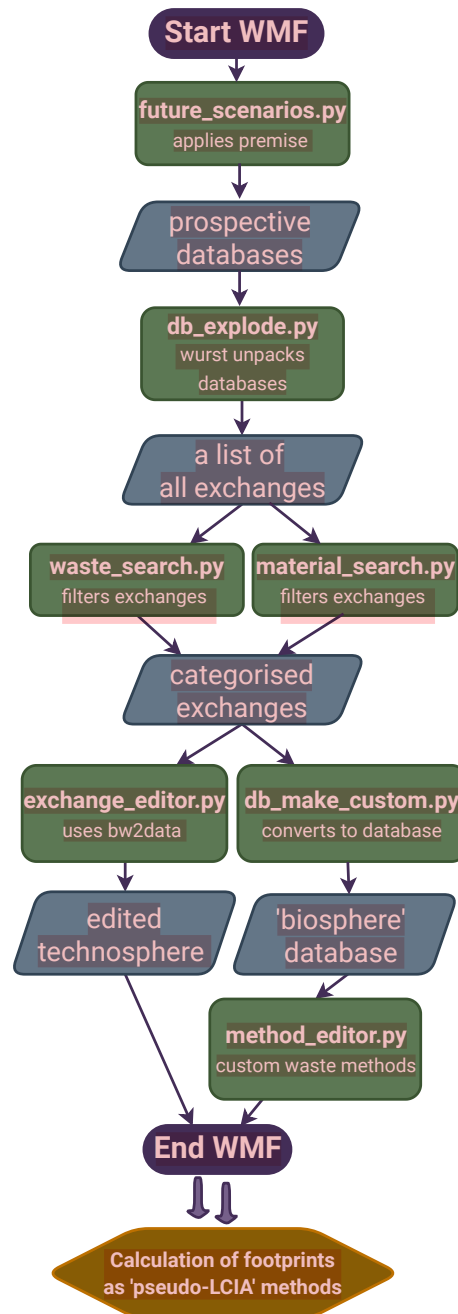 Start WMF
future_scenarios.py
applies premise
prospective
databases
db_explode.py
wurst unpacks
databases
a list of
all exchanges
waste_search.py
filters exchanges
material_search.py
filters exchanges
categorised
exchanges
exchange_editor.py
uses bw2data
db_make_custom.py
converts to database
edited
technosphere
'biosphere'
database
method_editor.py
custom waste methods
End WMF
Calculation of footprints
as 'pseudo-LCIA' methods